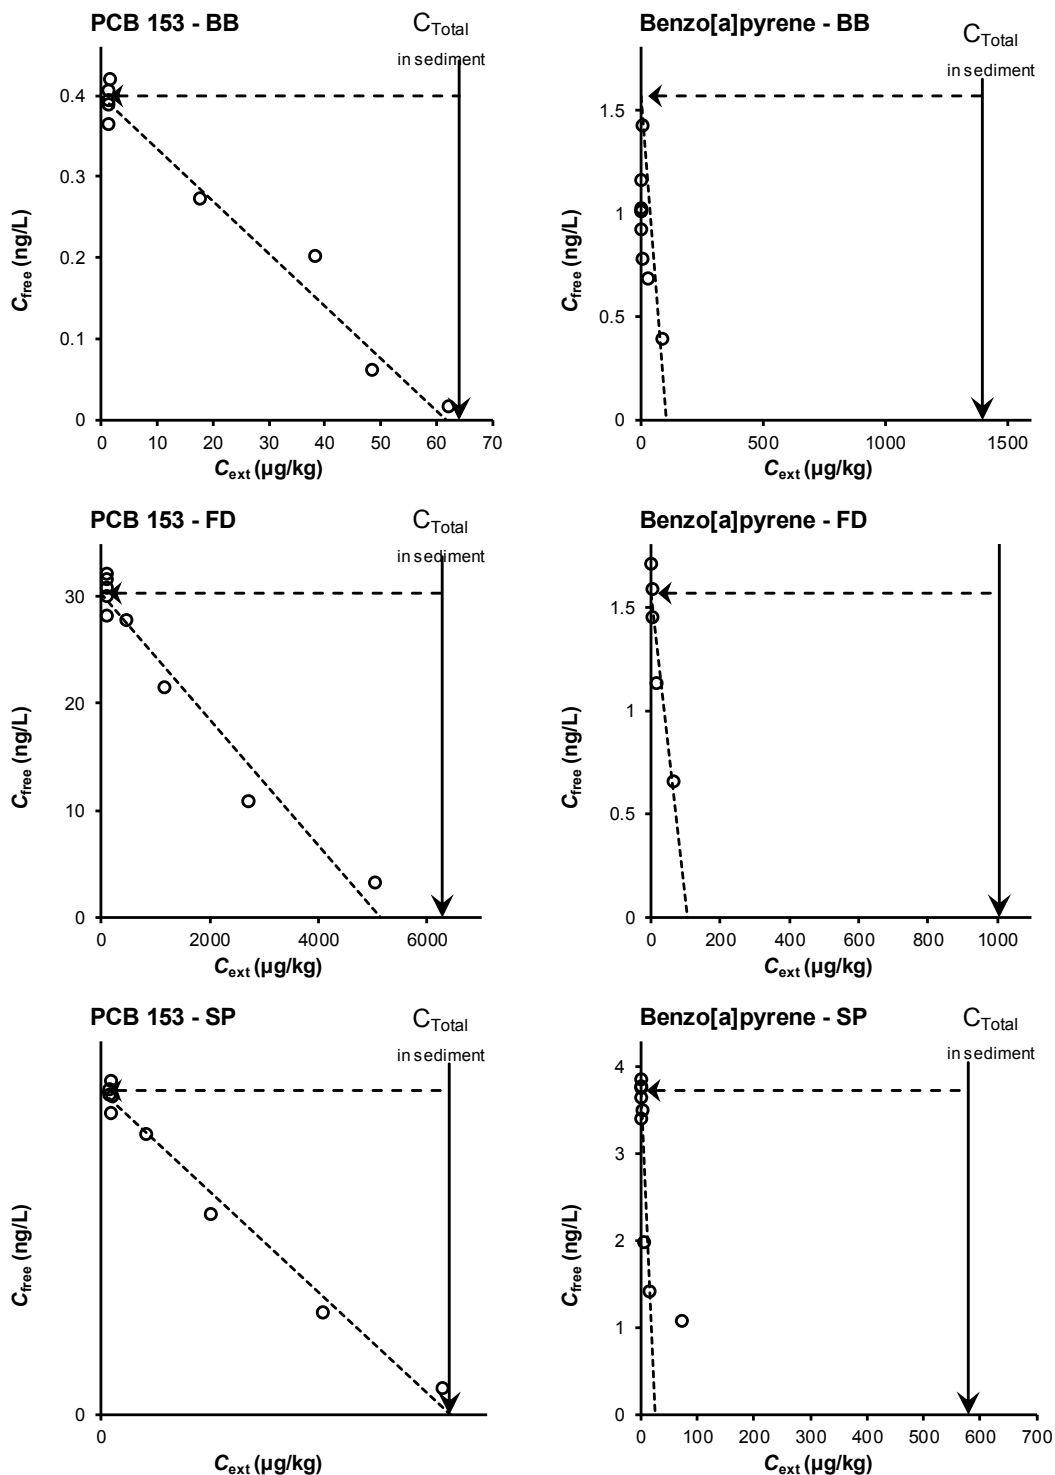 PCB 153 - BB
C_Total
in sediment
0.4
0.3
0.2
0.1
0
C_free (ng/L)
0 10 20 30 40 50 60 70
C_ext (µg/kg)
Benzo[a]pyrene - BB
C_Total
in sediment
1.5
1
0.5
0
C_free (ng/L)
0 500 1000 1500
C_ext (µg/kg)
PCB 153 - FD
C_Total
in sediment
30
20
10
0
C_free (ng/L)
0 2000 4000 6000
C_ext (µg/kg)
Benzo[a]pyrene - FD
1.5
1
0.5
0
C_free (ng/L)
0 200 400 600 800 1000
C_ext (µg/kg)
PCB 153 - SP
C_Total
in sediment
0
C_free (ng/L)
0
C_ext (µg/kg)
Benzo[a]pyrene - SP
C_Total
in sediment
4
3
2
1
0
C_free (ng/L)
0 100 200 300 400 500 600 700
C_ext (µg/kg)